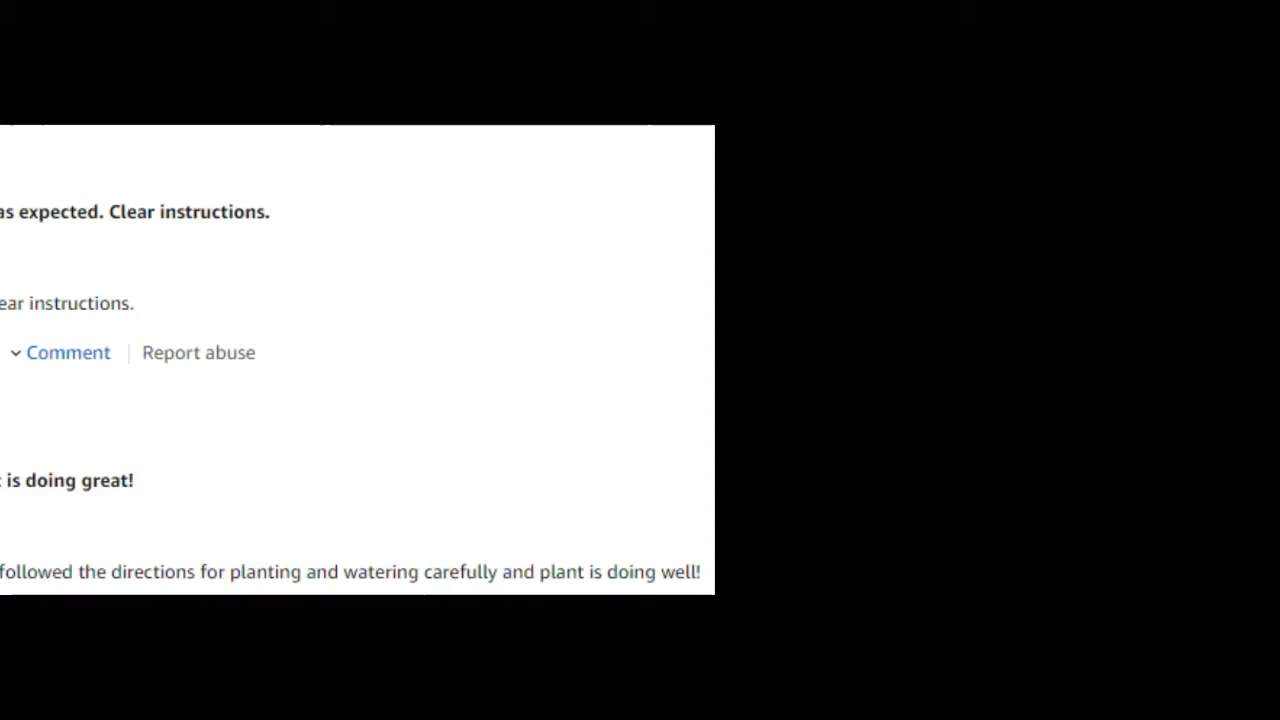 as expected. Clear instructions.
ear instructions.
Comment Report abuse
is doing great!
followed the directions for planting and watering carefully and plant is doing well!